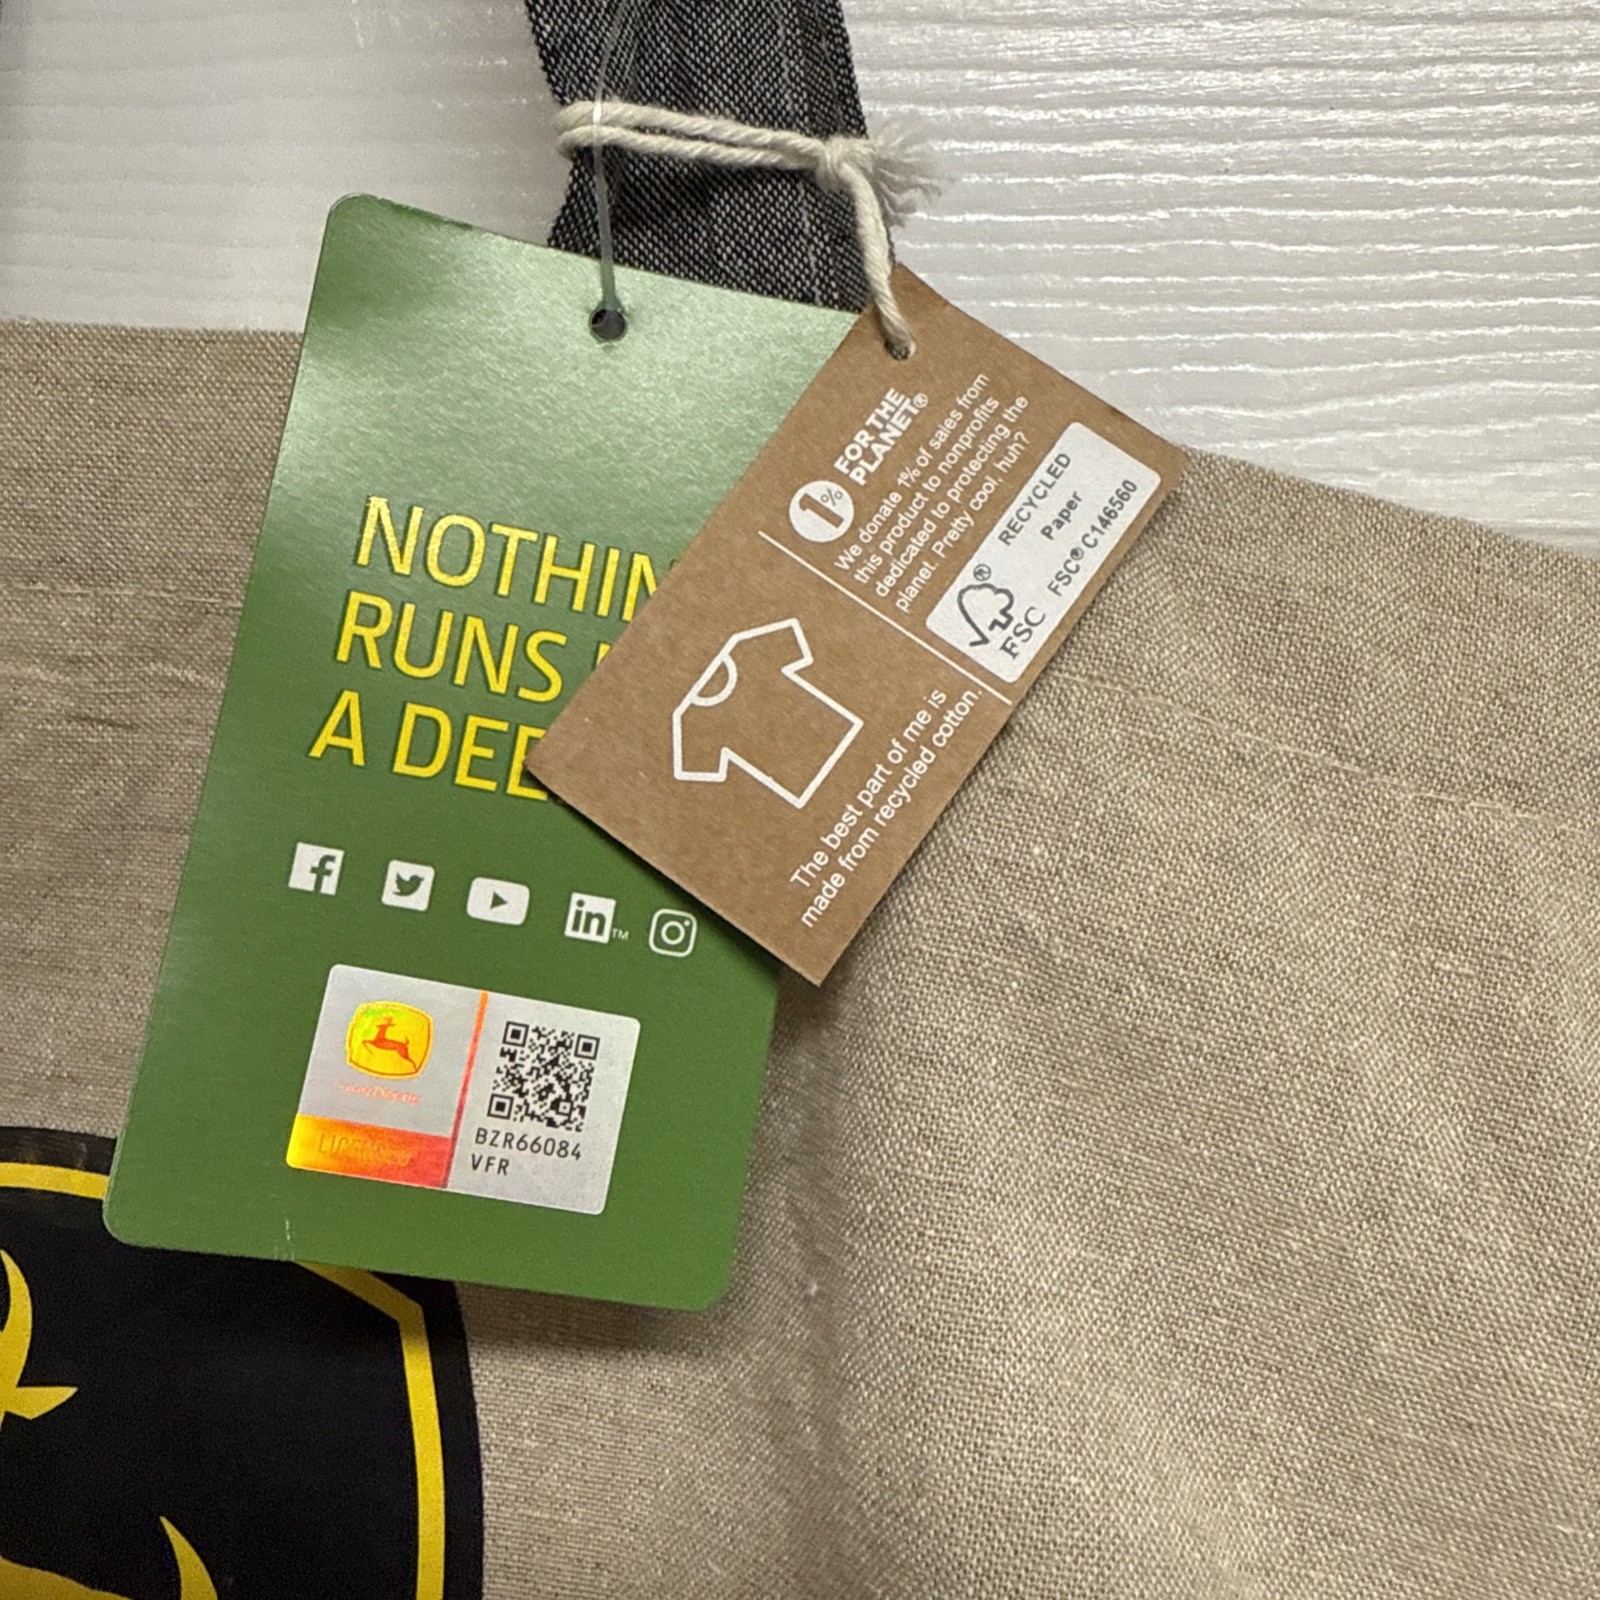 NOTHIN
RUNS
A DEE
in™
LICENSED
BZR66084
VFR
1%
FOR THE
PLANET®
We donate 1% of sales from
this product to nonprofits
dedicated to protecting the
planet. Pretty cool, huh?
FSC®
RECYCLED
Paper
FSC® C146560
The best part of me is
made from recycled cotton.